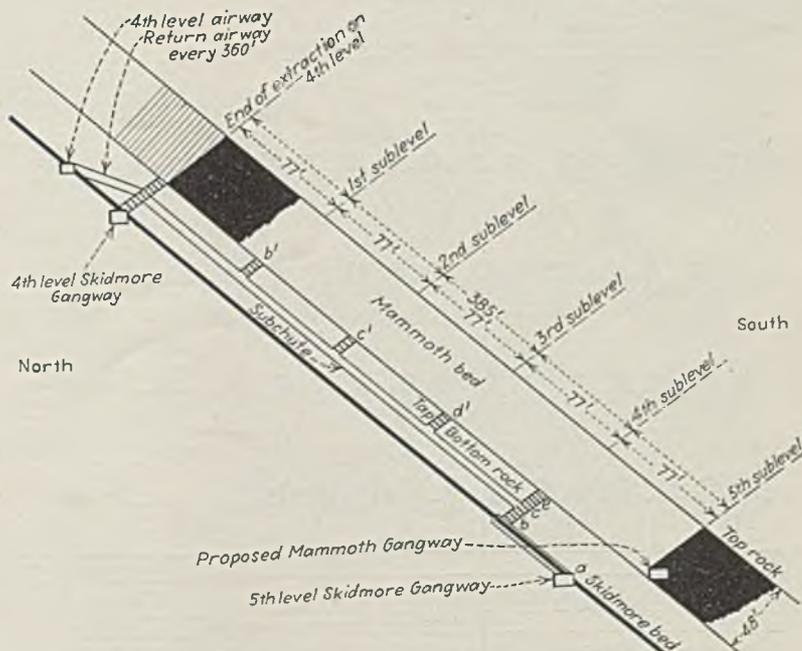 4th level airway
Return airway
every 360'
End of extraction on
4th level
77'
1st sublevel
77'
2nd sublevel
385'
77'
3rd sublevel
77'
4th sublevel
77'
5th sublevel
4th level Skidmore
Gangway
b'
Mammoth bed
South
North
Subchute
c'
d'
Tap
Bottom rock
b
c
e
Proposed Mammoth Gangway
Top rock
a
5th level Skidmore Gangway
Skidmore bed
48'